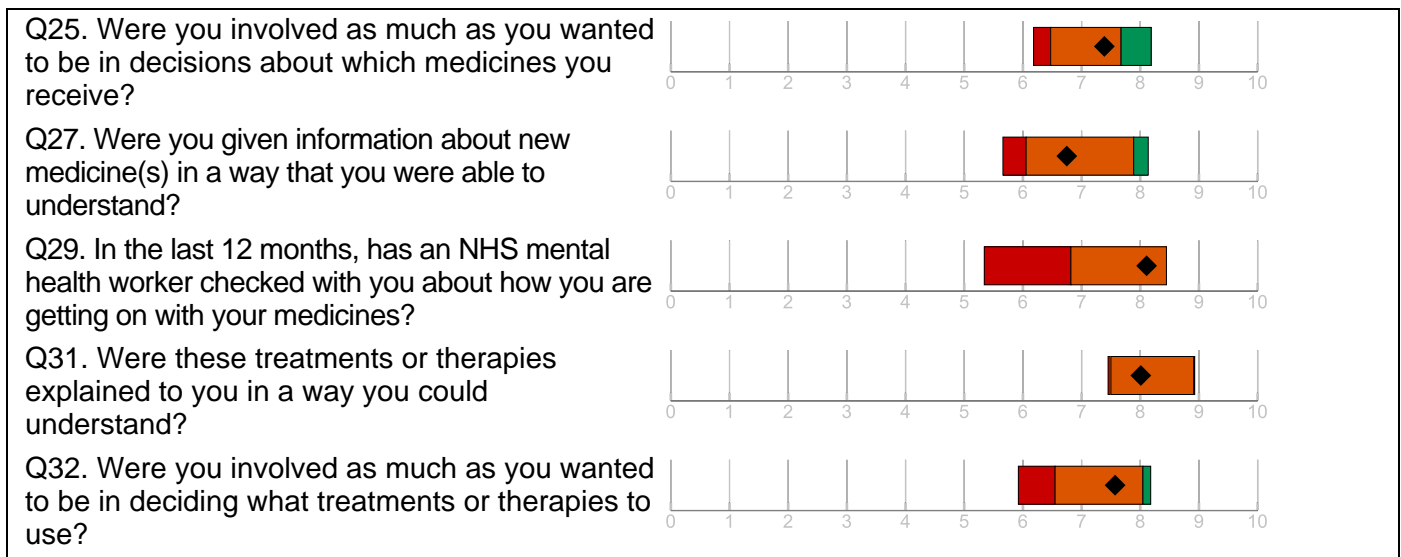 Q25. Were you involved as much as you wanted
to be in decisions about which medicines you
receive?
0 1 2 3 4 5 6 7 8 9 10
Q27. Were you given information about new
medicine(s) in a way that you were able to
understand?
0 1 2 3 4 5 6 7 8 9 10
Q29. In the last 12 months, has an NHS mental
health worker checked with you about how you are
getting on with your medicines?
0 1 2 3 4 5 6 7 8 9 10
Q31. Were these treatments or therapies
explained to you in a way you could
understand?
0 1 2 3 4 5 6 7 8 9 10
Q32. Were you involved as much as you wanted
to be in deciding what treatments or therapies to
use?
0 1 2 3 4 5 6 7 8 9 10